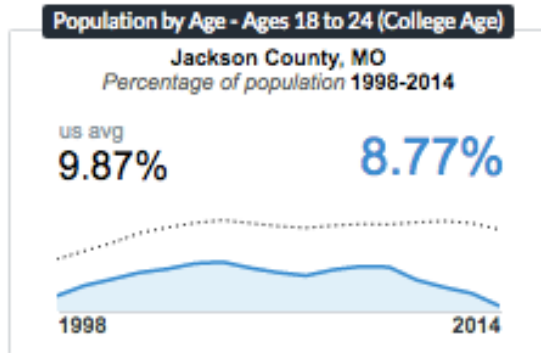 Population by Age - Ages 18 to 24 (College Age)
Jackson County, MO
Percentage of population 1998-2014
us avg
9.87%
8.77%
1998
2014